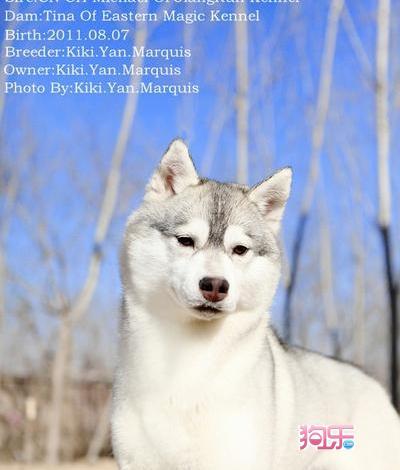 Dam:Tina Of Eastern Magic Kennel
Birth:2011.08.07
Breeder:Kiki.Yan.Marquis
Owner:Kiki.Yan.Marquis
Photo By:Kiki.Yan.Marquis
狗乐